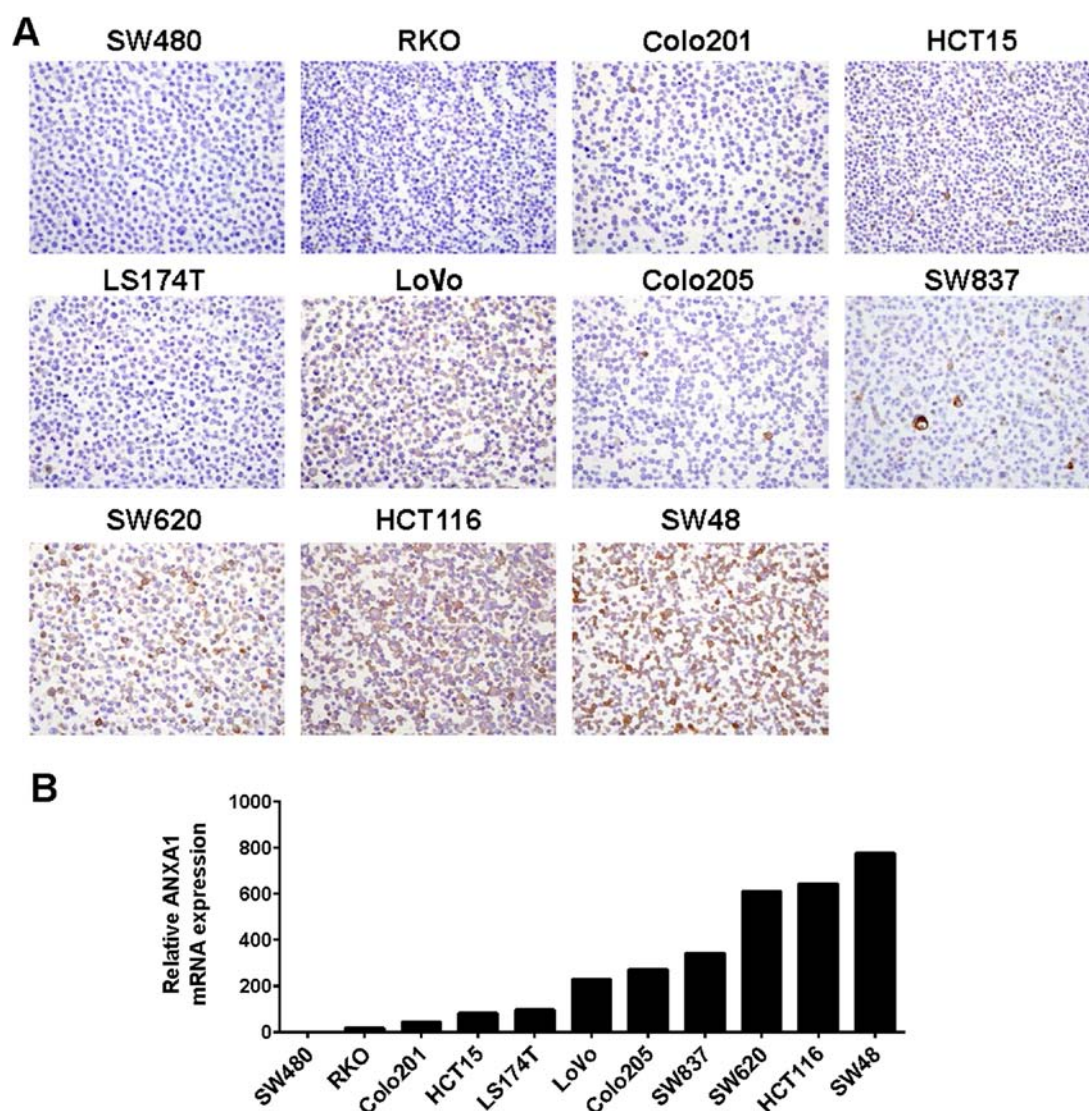 A
SW480 RKO Colo201 HCT15
LS174T LoVo Colo205 SW837
SW620 HCT116 SW48
B
Relative ANXA1
mRNA expression
1000
800
600
400
200
0
SW480 RKO Colo201 HCT15 LS174T LoVo Colo205 SW837 SW620 HCT116 SW48